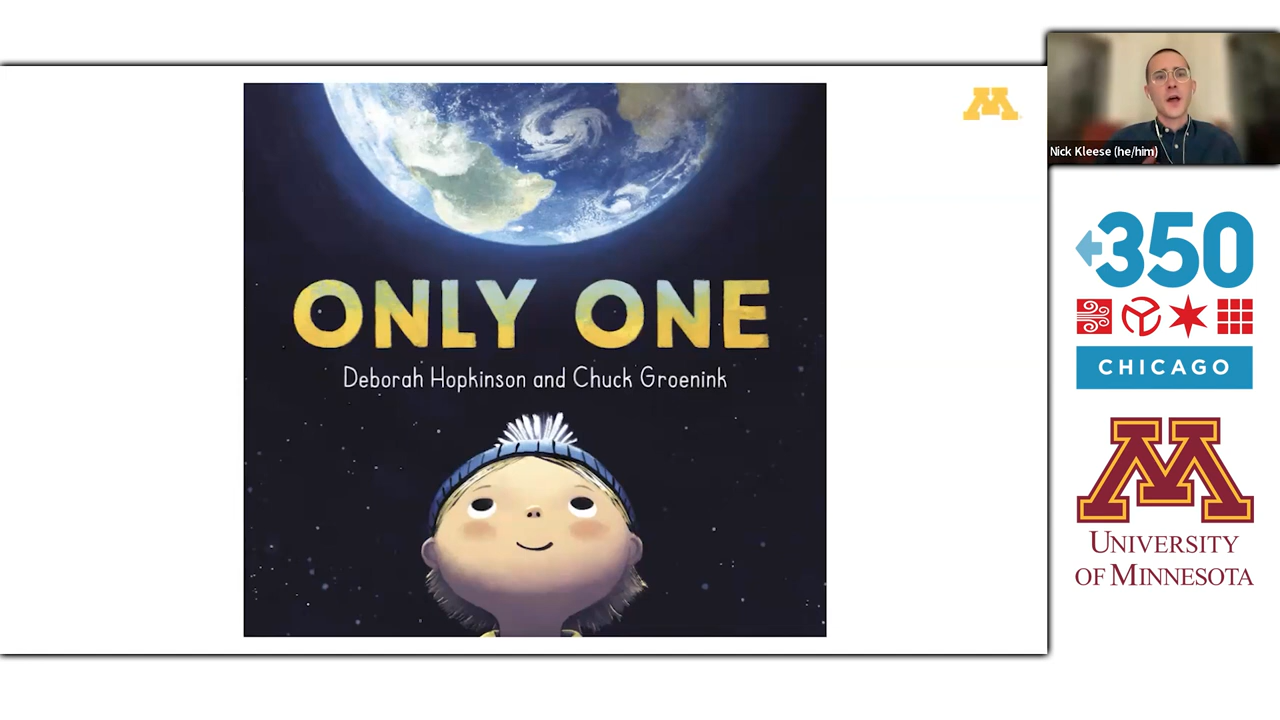 ONLY ONE
Deborah Hopkinson and Chuck Groenink
M
Nick Kleese (he/him)
350
CHICAGO
M
UNIVERSITY
OF MINNESOTA